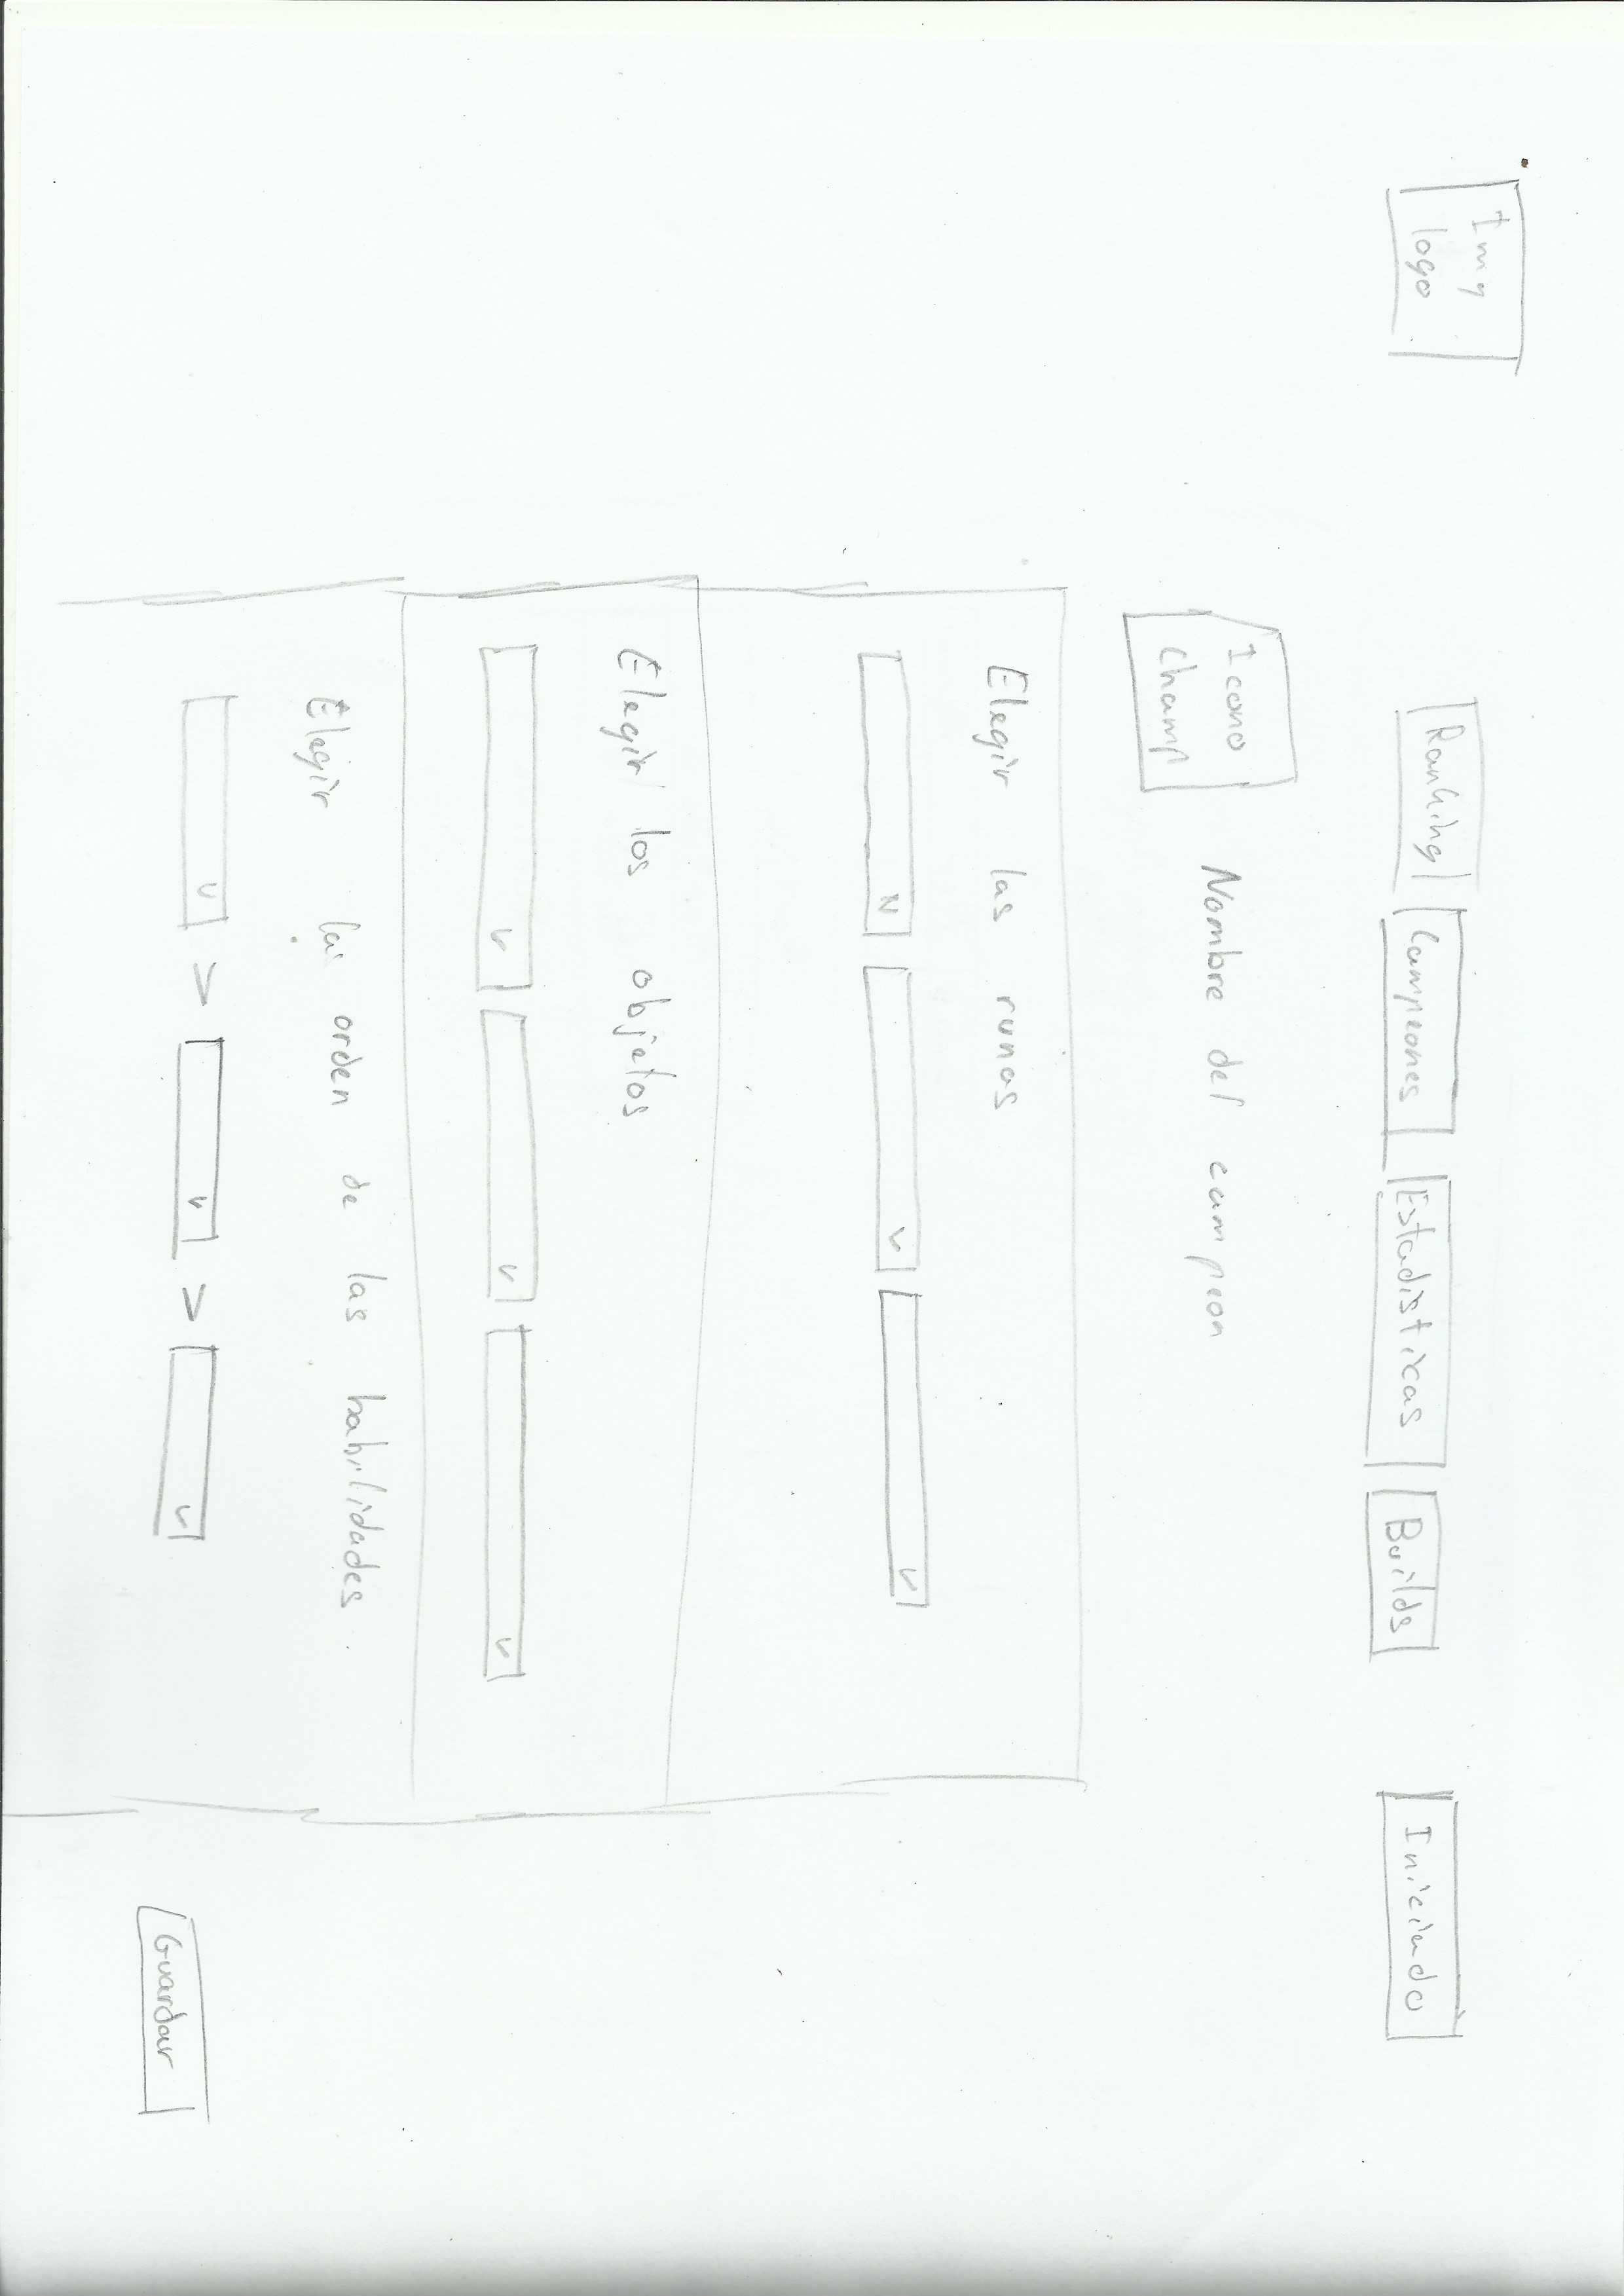 Img
logo
Ranking
Campeones
Estadisticas
Builds
Iniciado
Icono
champ
Nombre del campeon
Elegir las runas
Elegir los objetos
Elegir las orden de las habilidades.
> >
Guardar